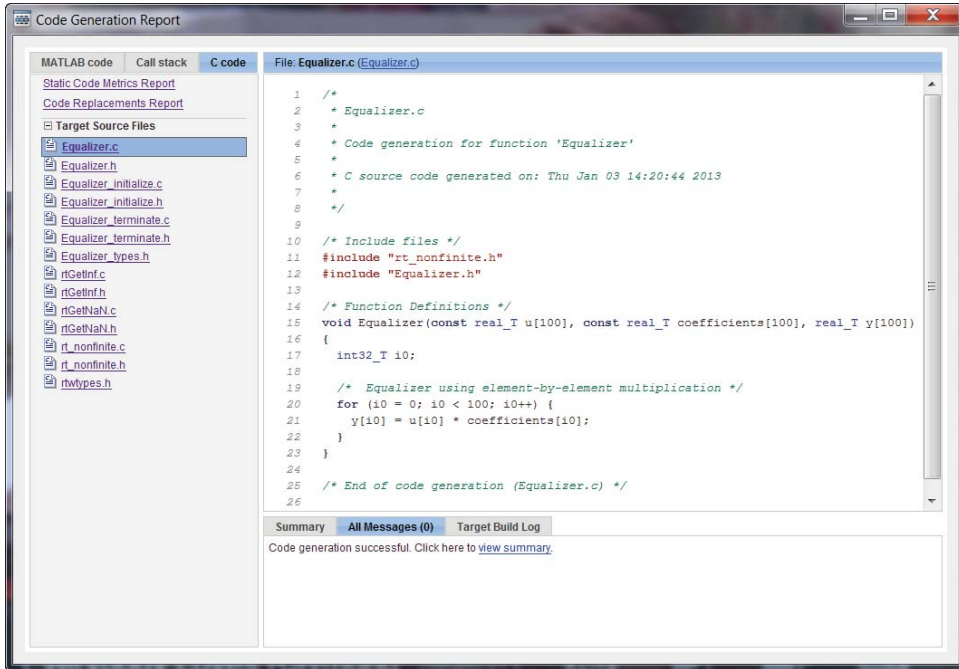 Code Generation Report
MATLAB code Call stack C code
Static Code Metrics Report
Code Replacements Report
Target Source Files
Equalizer.c
Equalizer.h
Equalizer_initialize.c
Equalizer_initialize.h
Equalizer_terminate.c
Equalizer_terminate.h
Equalizer_types.h
rtGetInf.c
rtGetInf.h
rtGetNaN.c
rtGetNaN.h
rt_nonfinite.c
rt_nonfinite.h
rtwtypes.h
File: Equalizer.c (Equalizer.c)
1 /*
2 * Equalizer.c
3 *
4 * Code generation for function 'Equalizer'
5 *
6 * C source code generated on: Thu Jan 03 14:20:44 2013
7 *
8 */
9
10 /* Include files */
11 #include "rt_nonfinite.h"
12 #include "Equalizer.h"
13
14 /* Function Definitions */
15 void Equalizer(const real_T u[100], const real_T coefficients[100], real_T y[100])
16 {
17 int32_T i0;
18
19 /* Equalizer using element-by-element multiplication */
20 for (i0 = 0; i0 < 100; i0++) {
21 y[i0] = u[i0] * coefficients[i0];
22 }
23 }
24
25 /* End of code generation (Equalizer.c) */
26
Summary All Messages (0) Target Build Log
Code generation successful. Click here to view summary.